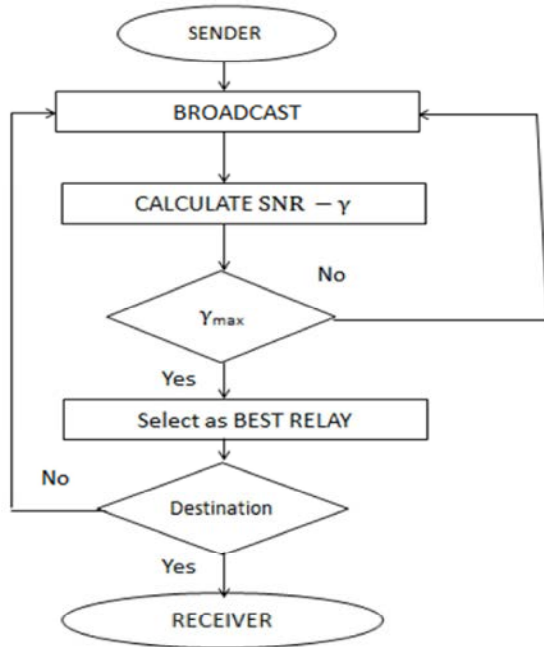 SENDER
BROADCAST
CALCULATE SNR − γ
No
γmax
Yes
Select as BEST RELAY
No
Destination
Yes
RECEIVER